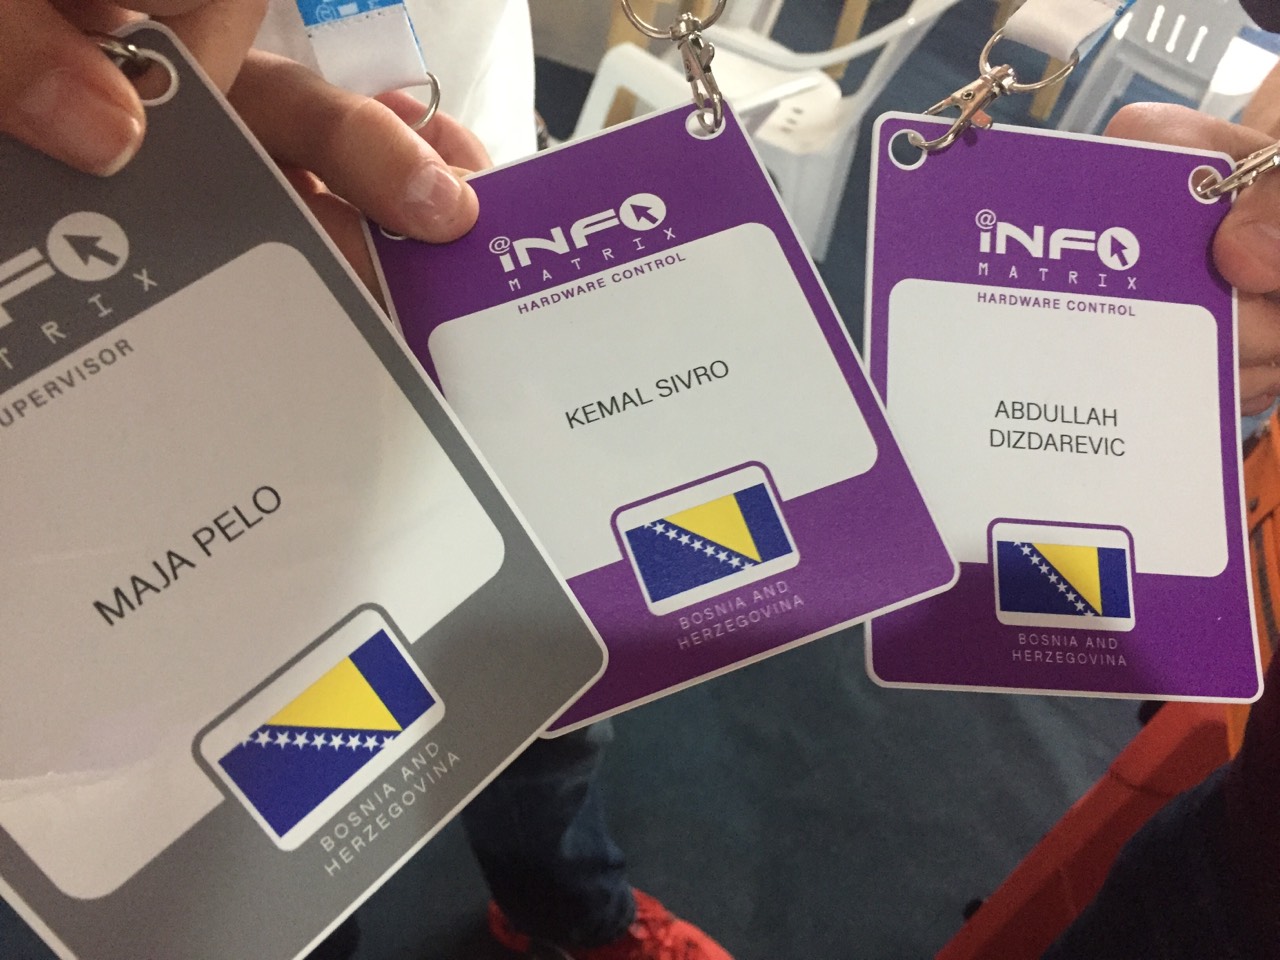 NFO
TRIX
SUPERVISOR
MAJA PELO
BOSNIA AND
HERZEGOVINA
@iNFO
MATRIX
HARDWARE CONTROL
KEMAL SIVRO
BOSNIA AND
HERZEGOVINA
@iNFO
MATRIX
HARDWARE CONTROL
ABDULLAH
DIZDAREVIC
BOSNIA AND
HERZEGOVINA